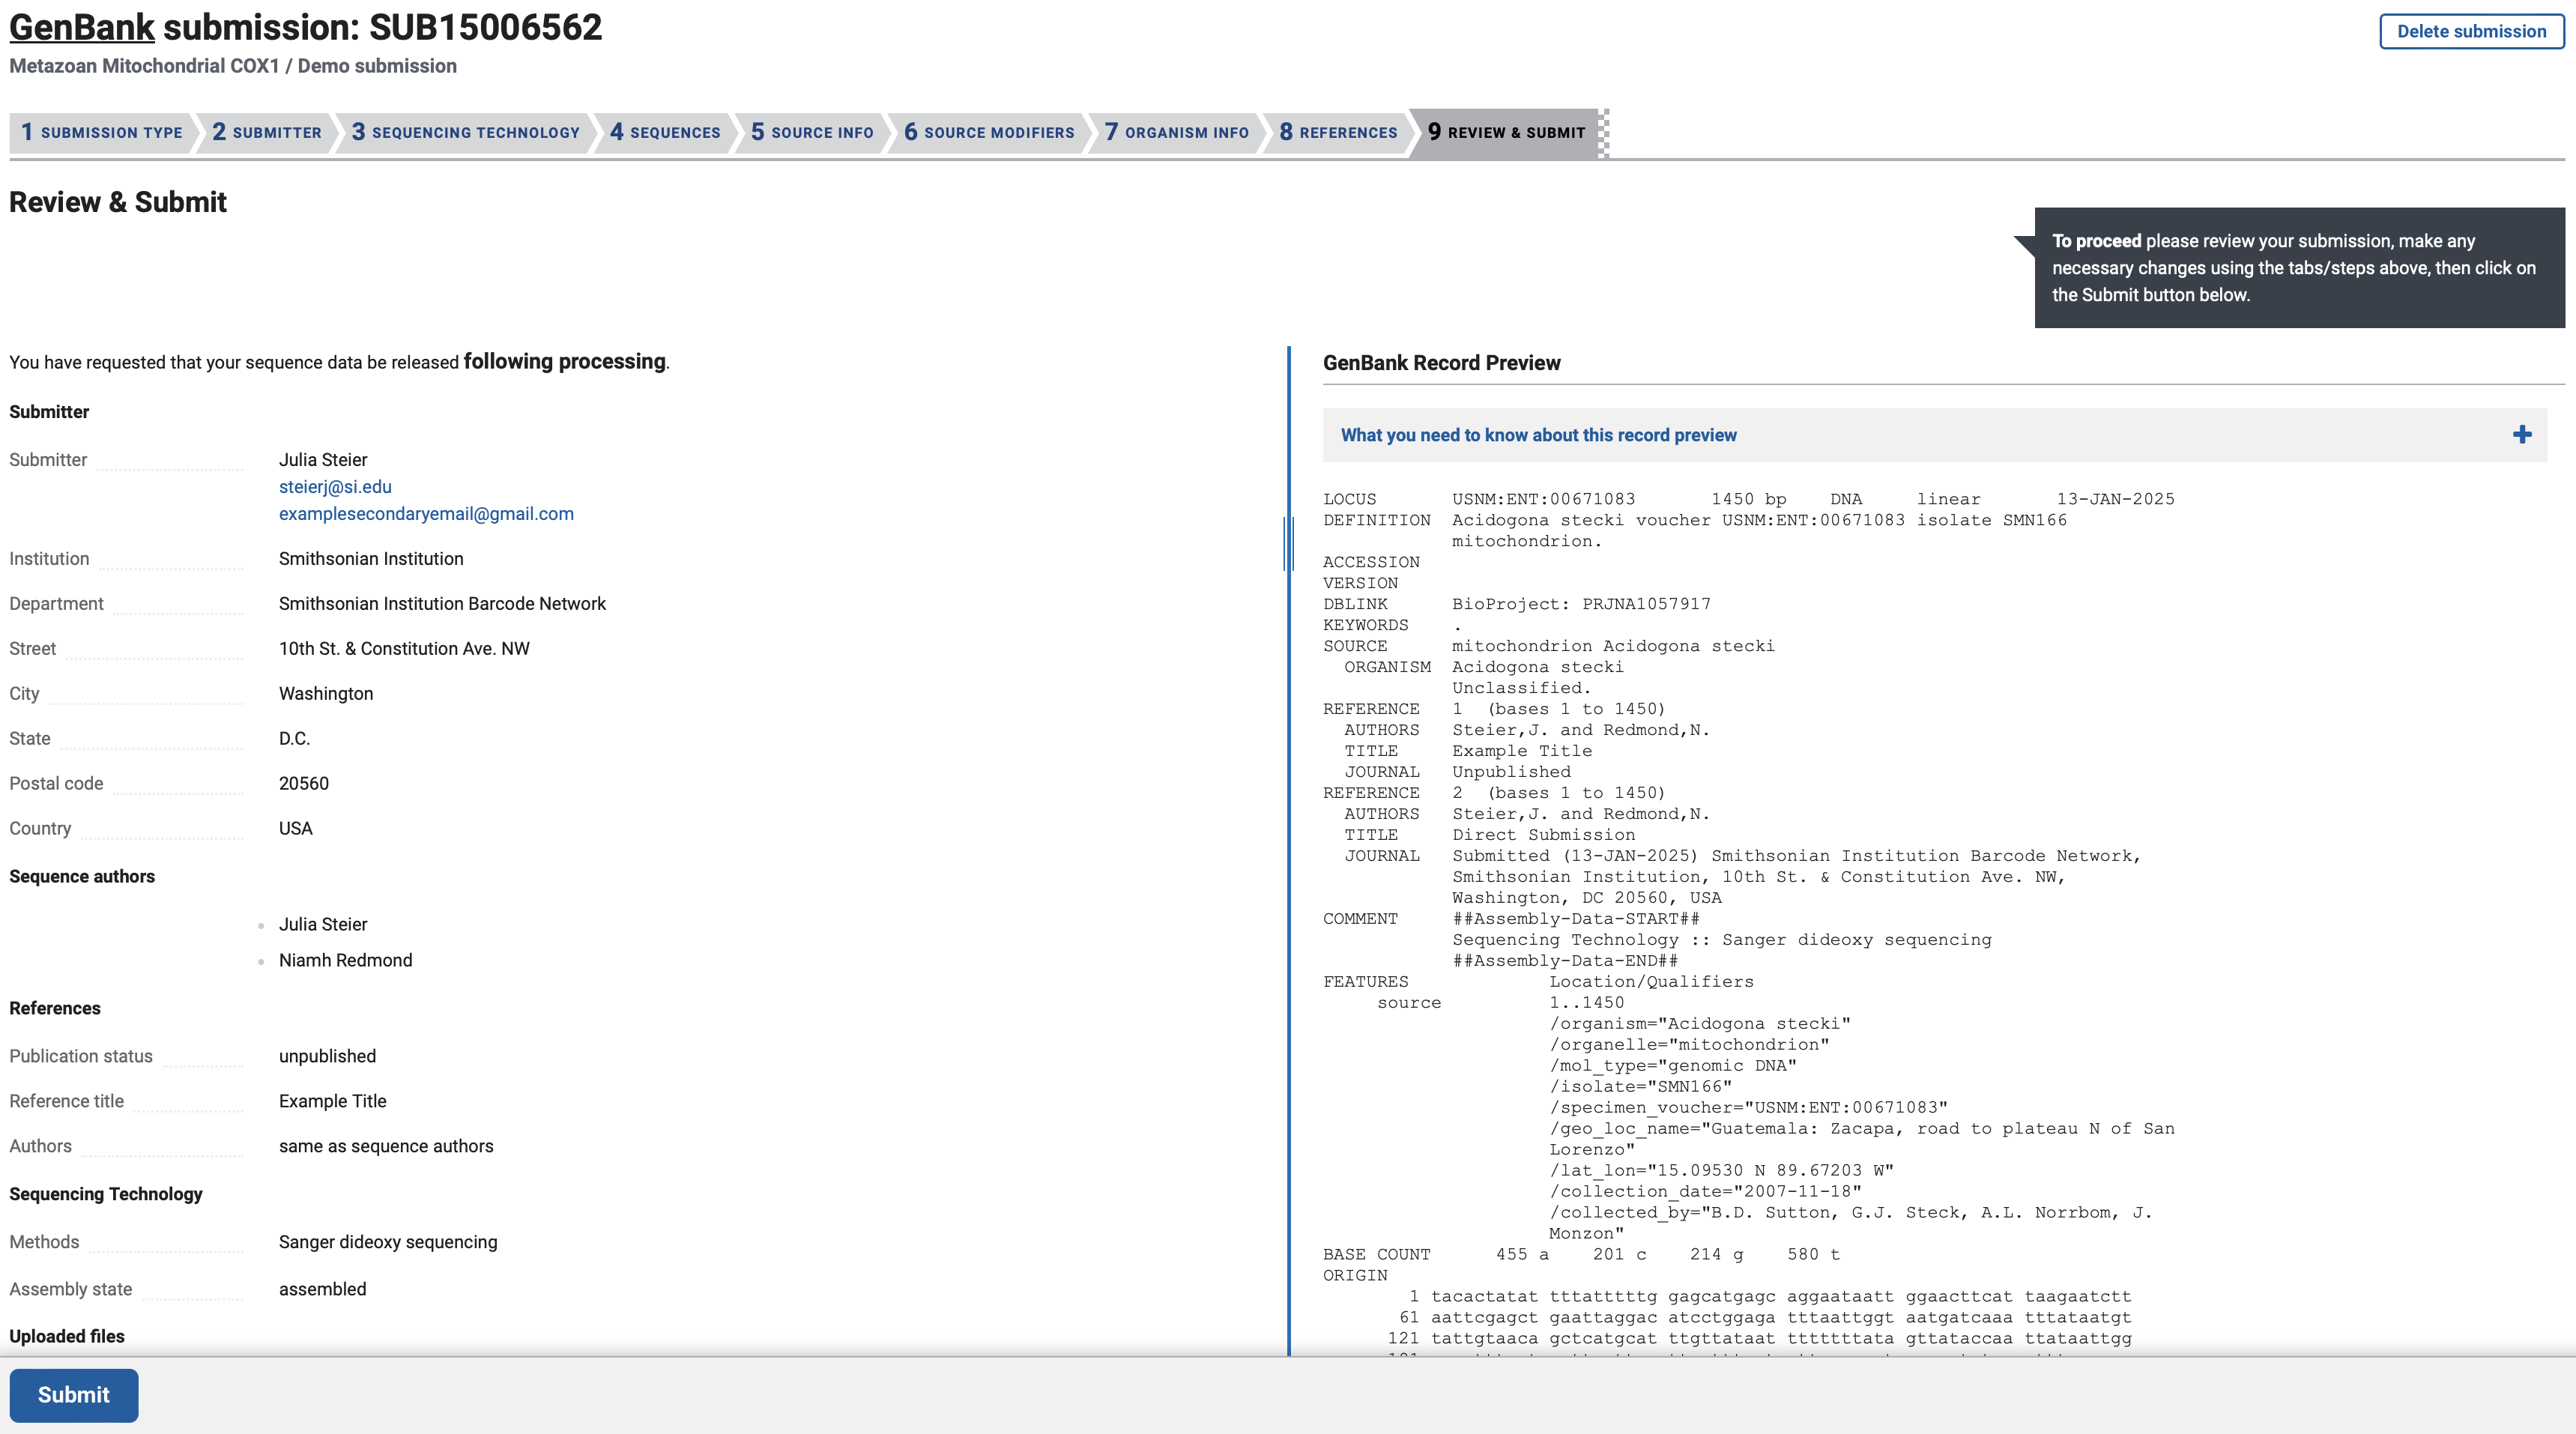 GenBank submission: SUB15006562
Delete submission
Metazoan Mitochondrial COX1 / Demo submission
1 SUBMISSION TYPE
2 SUBMITTER
3 SEQUENCING TECHNOLOGY
4 SEQUENCES
5 SOURCE INFO
6 SOURCE MODIFIERS
7 ORGANISM INFO
8 REFERENCES
9 REVIEW & SUBMIT
Review & Submit
To proceed please review your submission, make any
necessary changes using the tabs/steps above, then click on
the Submit button below.
You have requested that your sequence data be released following processing.
Submitter
Submitter Julia Steier
steierj@si.edu
examplesecondaryemail@gmail.com
Institution Smithsonian Institution
Department Smithsonian Institution Barcode Network
Street 10th St. & Constitution Ave. NW
City Washington
State D.C.
Postal code 20560
Country USA
Sequence authors
Julia Steier
Niamh Redmond
References
Publication status unpublished
Reference title Example Title
Authors same as sequence authors
Sequencing Technology
Methods Sanger dideoxy sequencing
Assembly state assembled
Uploaded files
GenBank Record Preview
What you need to know about this record preview
LOCUS USNM:ENT:00671083 1450 bp DNA linear 13-JAN-2025
DEFINITION Acidogona stecki voucher USNM:ENT:00671083 isolate SMN166
mitochondrion.
ACCESSION
VERSION
DBLINK BioProject: PRJNA1057917
KEYWORDS .
SOURCE mitochondrion Acidogona stecki
ORGANISM Acidogona stecki
Unclassified.
REFERENCE 1 (bases 1 to 1450)
AUTHORS Steier,J. and Redmond,N.
TITLE Example Title
JOURNAL Unpublished
REFERENCE 2 (bases 1 to 1450)
AUTHORS Steier,J. and Redmond,N.
TITLE Direct Submission
JOURNAL Submitted (13-JAN-2025) Smithsonian Institution Barcode Network,
Smithsonian Institution, 10th St. & Constitution Ave. NW,
Washington, DC 20560, USA
COMMENT ##Assembly-Data-START##
Sequencing Technology :: Sanger dideoxy sequencing
##Assembly-Data-END##
FEATURES Location/Qualifiers
source 1..1450
/organism="Acidogona stecki"
/organelle="mitochondrion"
/mol_type="genomic DNA"
/isolate="SMN166"
/specimen_voucher="USNM:ENT:00671083"
/geo_loc_name="Guatemala: Zacapa, road to plateau N of San
Lorenzo"
/lat_lon="15.09530 N 89.67203 W"
/collection_date="2007-11-18"
/collected_by="B.D. Sutton, G.J. Steck, A.L. Norrbom, J.
Monzon"
BASE COUNT 455 a 201 c 214 g 580 t
ORIGIN
1 tacactatat tttatttttg gagcatgagc aggaataatt ggaacttcat taagaatctt
61 aattcgagct gaattaggac atcctggaga tttaattggt aatgatcaaa tttataatgt
121 tattgtaaca gctcatgcat ttgttataat tttttttata gttataccaa ttataattgg
Submit